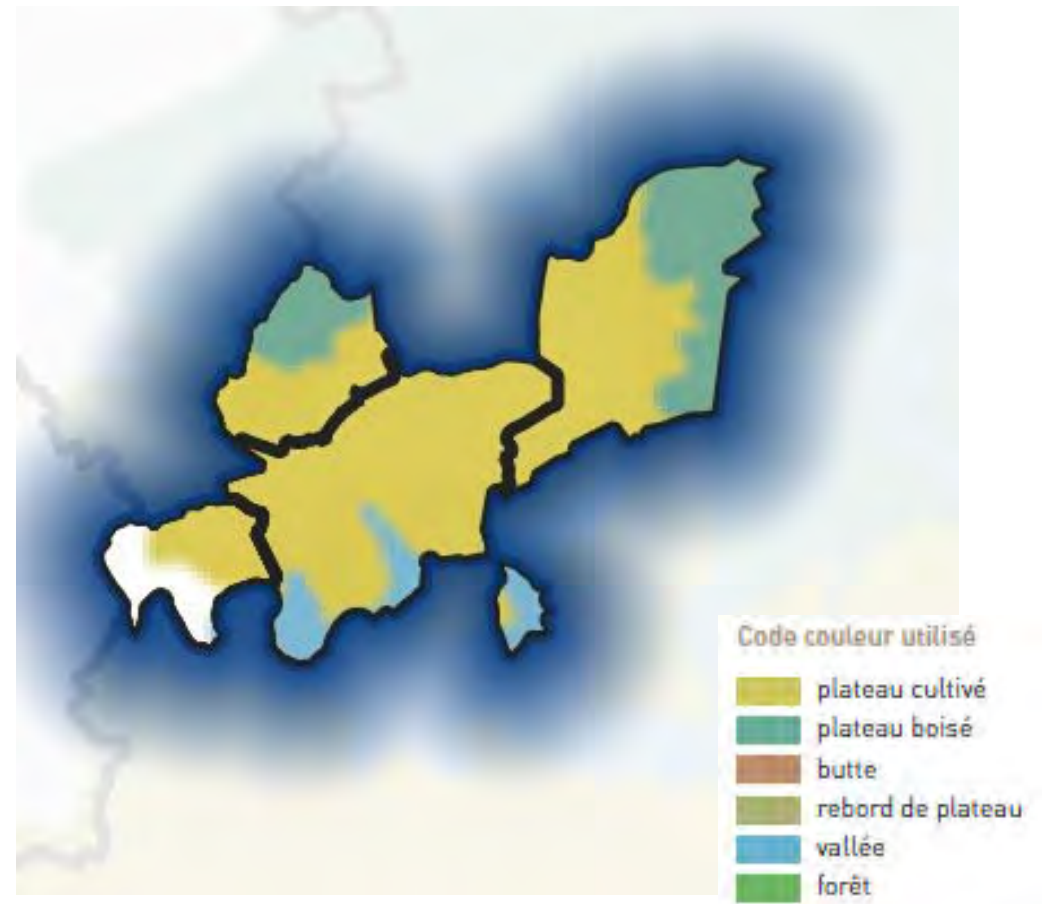 Code couleur utilisé
plateau cultivé
plateau boisé
butte
rebord de plateau
vallée
forêt